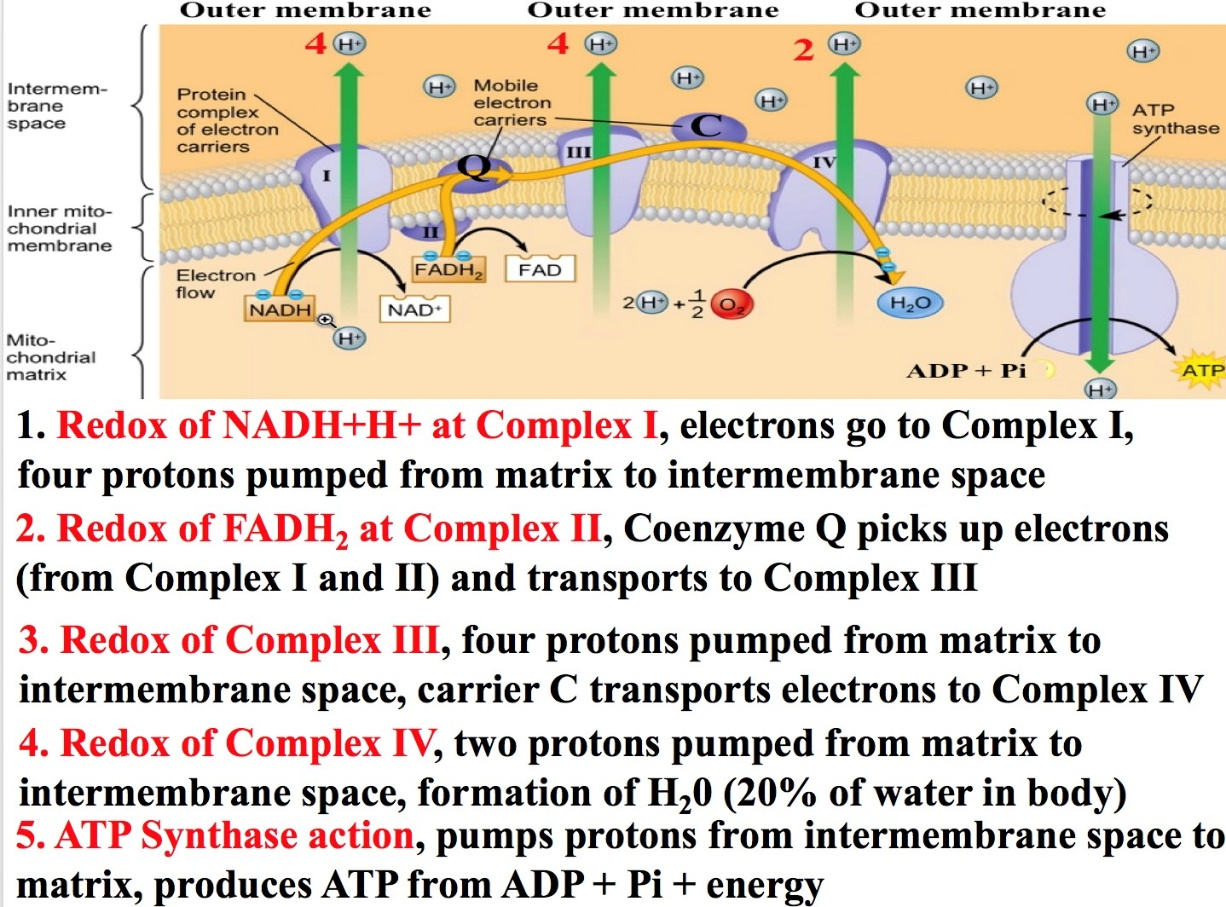 Outer membrane Outer membrane Outer membrane
4 H+ 4 H+ 2 H+ H+
Intermem-
brane
space
Protein
complex
of electron
carriers
H+
Mobile
electron
carriers
H+
H+
H+
H+
ATP
synthase
C
I
Q
III
IV
II
Inner mito-
chondrial
membrane
Electron
flow
FADH₂
FAD
NADH
NAD+
H+
2 H+ + 1/2 O₂
H₂O
Mito-
chondrial
matrix
ADP + Pi
ATP
H+
1. Redox of NADH+H+ at Complex I, electrons go to Complex I,
four protons pumped from matrix to intermembrane space
2. Redox of FADH₂ at Complex II, Coenzyme Q picks up electrons
(from Complex I and II) and transports to Complex III
3. Redox of Complex III, four protons pumped from matrix to
intermembrane space, carrier C transports electrons to Complex IV
4. Redox of Complex IV, two protons pumped from matrix to
intermembrane space, formation of H₂0 (20% of water in body)
5. ATP Synthase action, pumps protons from intermembrane space to
matrix, produces ATP from ADP + Pi + energy